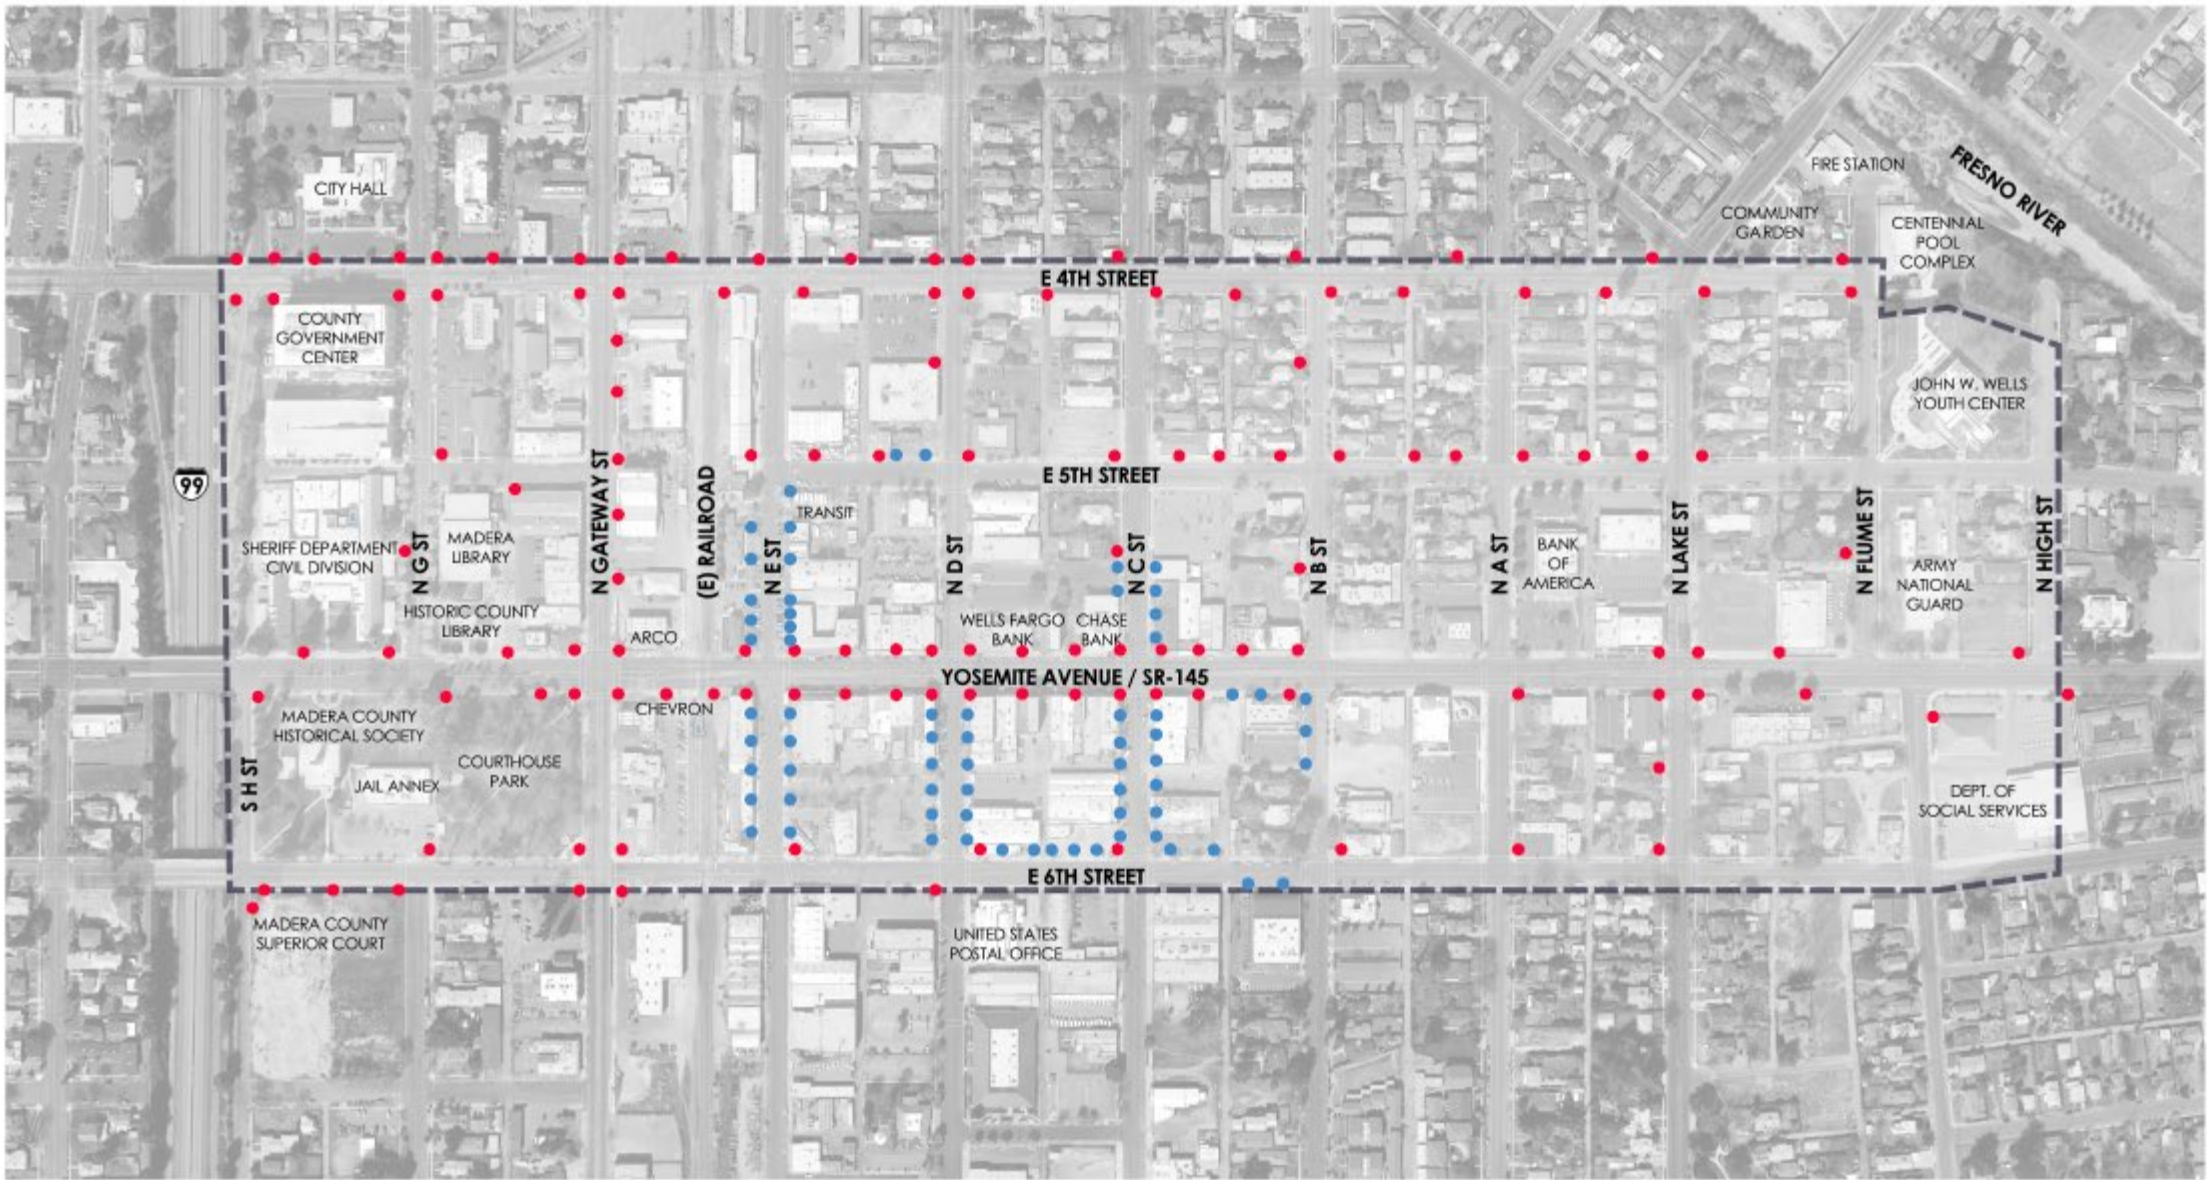 FIRE STATION
CITY HALL
FRESNO RIVER
COMMUNITY
GARDEN
CENTENNIAL
POOL
COMPLEX
E 4TH STREET
COUNTY
GOVERNMENT
CENTER
JOHN W. WELLS
YOUTH CENTER
99
E 5TH STREET
TRANSIT
SHERIFF DEPARTMENT
CIVIL DIVISION
N G ST
MADERA
LIBRARY
N GATEWAY ST
(E) RAILROAD
N E ST
N D ST
N C ST
N B ST
N A ST
BANK
OF
AMERICA
N LAKE ST
N FLUME ST
ARMY
NATIONAL
GUARD
N HIGH ST
HISTORIC COUNTY
LIBRARY
ARCO
WELLS FARGO
BANK
CHASE
BANK
YOSEMITE AVENUE / SR-145
MADERA COUNTY
HISTORICAL SOCIETY
CHEVRON
S H ST
JAIL ANNEX
COURTHOUSE
PARK
DEPT. OF
SOCIAL SERVICES
E 6TH STREET
MADERA COUNTY
SUPERIOR COURT
UNITED STATES
POSTAL OFFICE